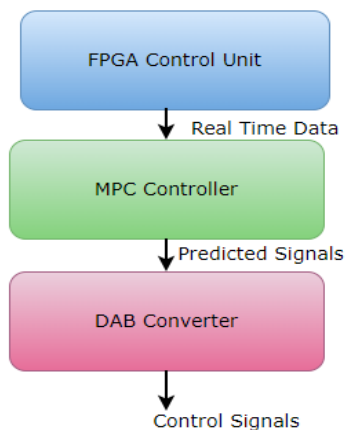 FPGA Control Unit
Real Time Data
MPC Controller
Predicted Signals
DAB Converter
Control Signals